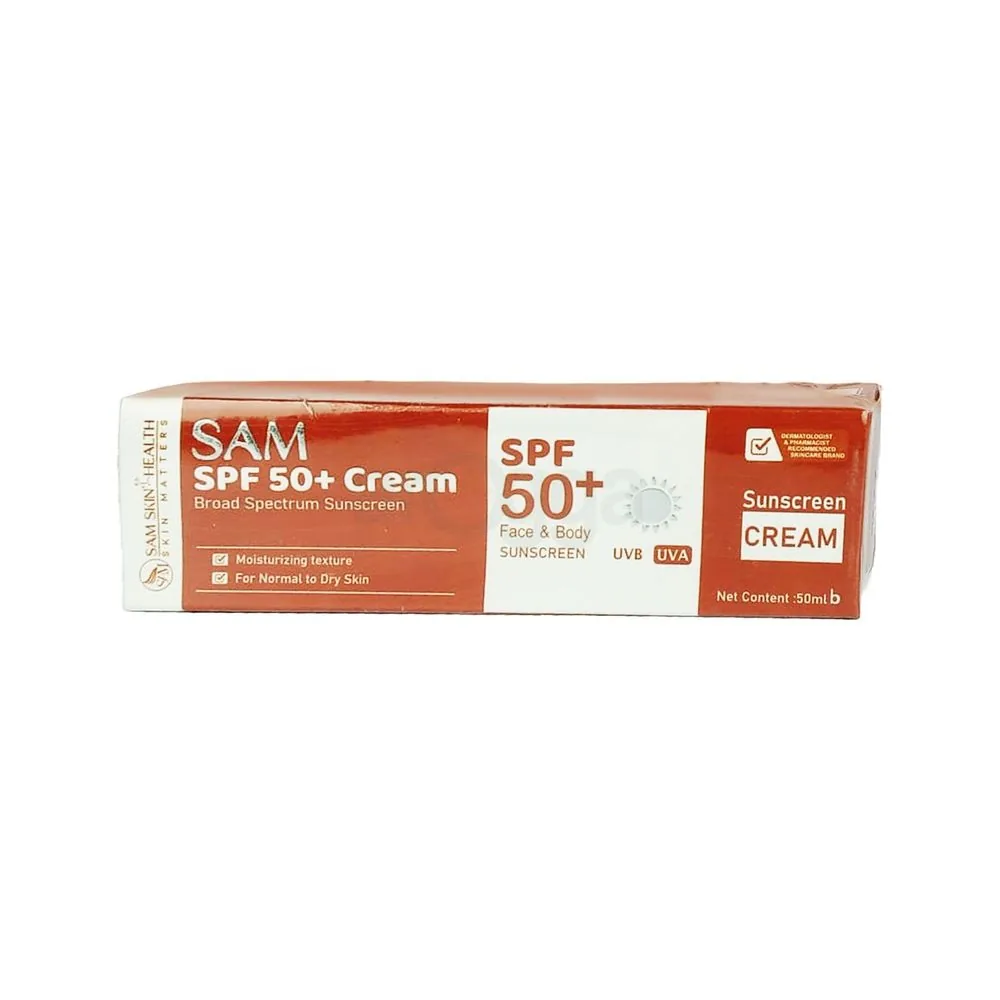 SAM SKIN HEALTH
SKIN MATTERS
SAM
SPF 50+ Cream
Broad Spectrum Sunscreen
Moisturizing texture
For Normal to Dry Skin
SPF
50+
Face & Body
SUNSCREEN UVB UVA
DERMATOLOGIST
& PHARMACIST
RECOMMENDED
SKINCARE BRAND
Sunscreen
CREAM
Net Content :50ml b